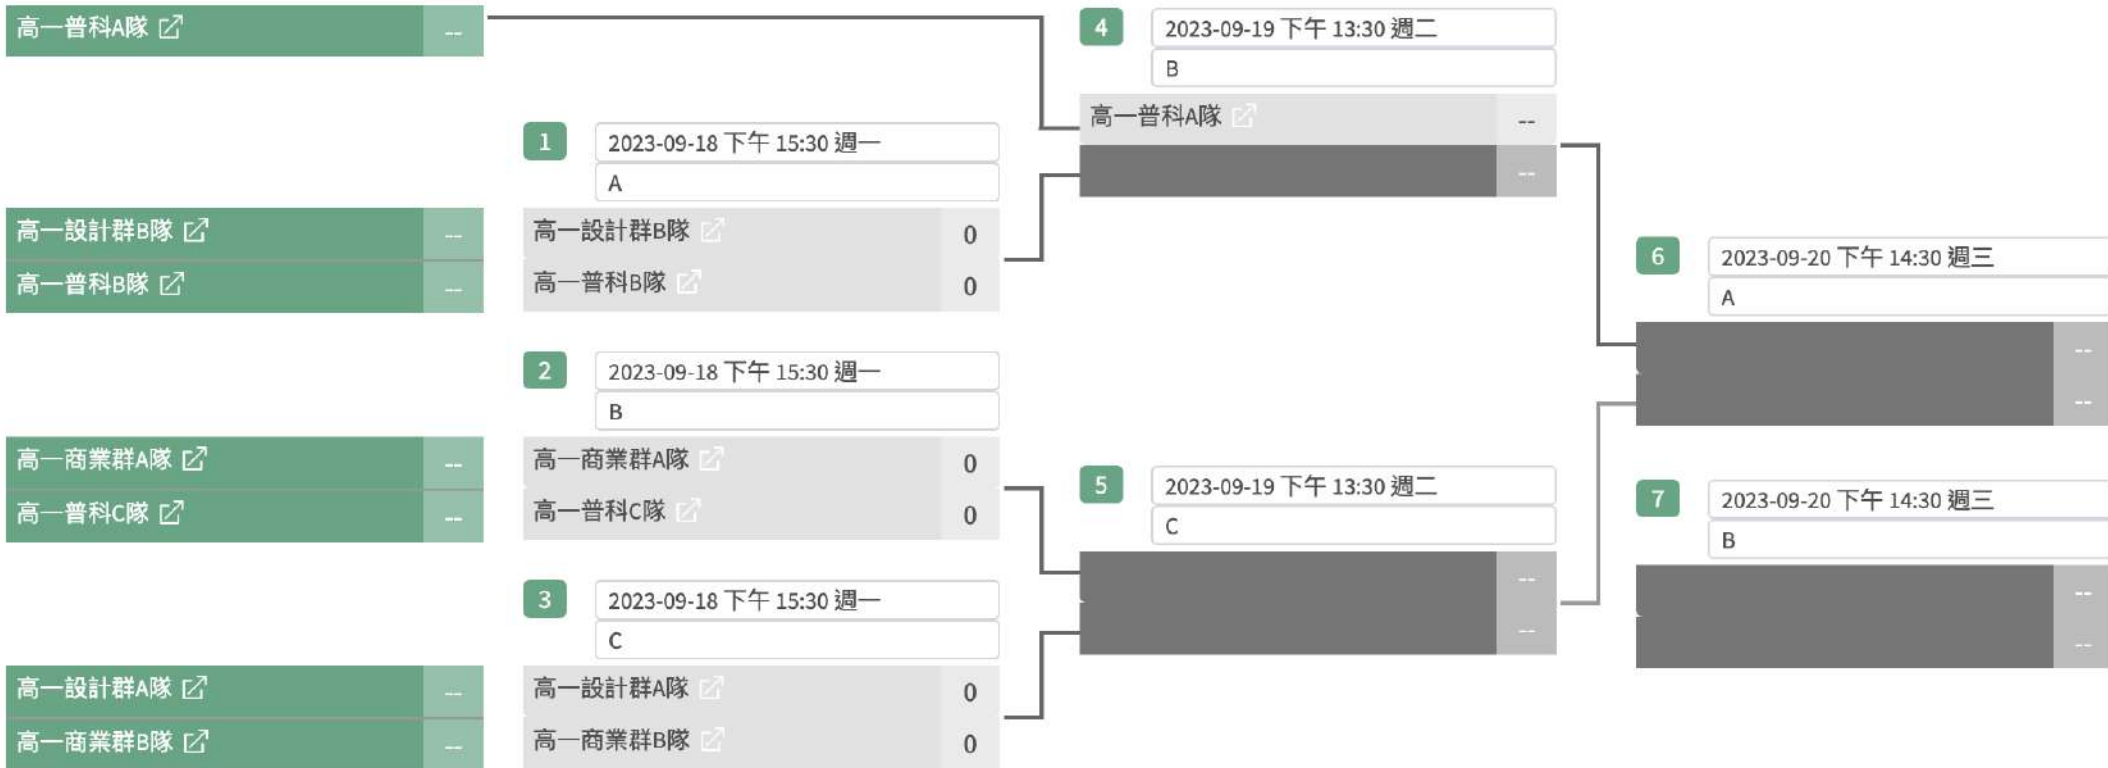 高一普科A隊 --
高一設計群B隊 --
高一普科B隊 --
高一商業群A隊 --
高一普科C隊 --
高一設計群A隊 --
高一商業群B隊 --
1
2023-09-18 下午 15:30 週一
A
高一設計群B隊 0
高一普科B隊 0
2
2023-09-18 下午 15:30 週一
B
高一商業群A隊 0
高一普科C隊 0
3
2023-09-18 下午 15:30 週一
C
高一設計群A隊 0
高一商業群B隊 0
4
2023-09-19 下午 13:30 週二
B
高一普科A隊 --
--
5
2023-09-19 下午 13:30 週二
C
--
--
6
2023-09-20 下午 14:30 週三
A
--
--
7
2023-09-20 下午 14:30 週三
B
--
--